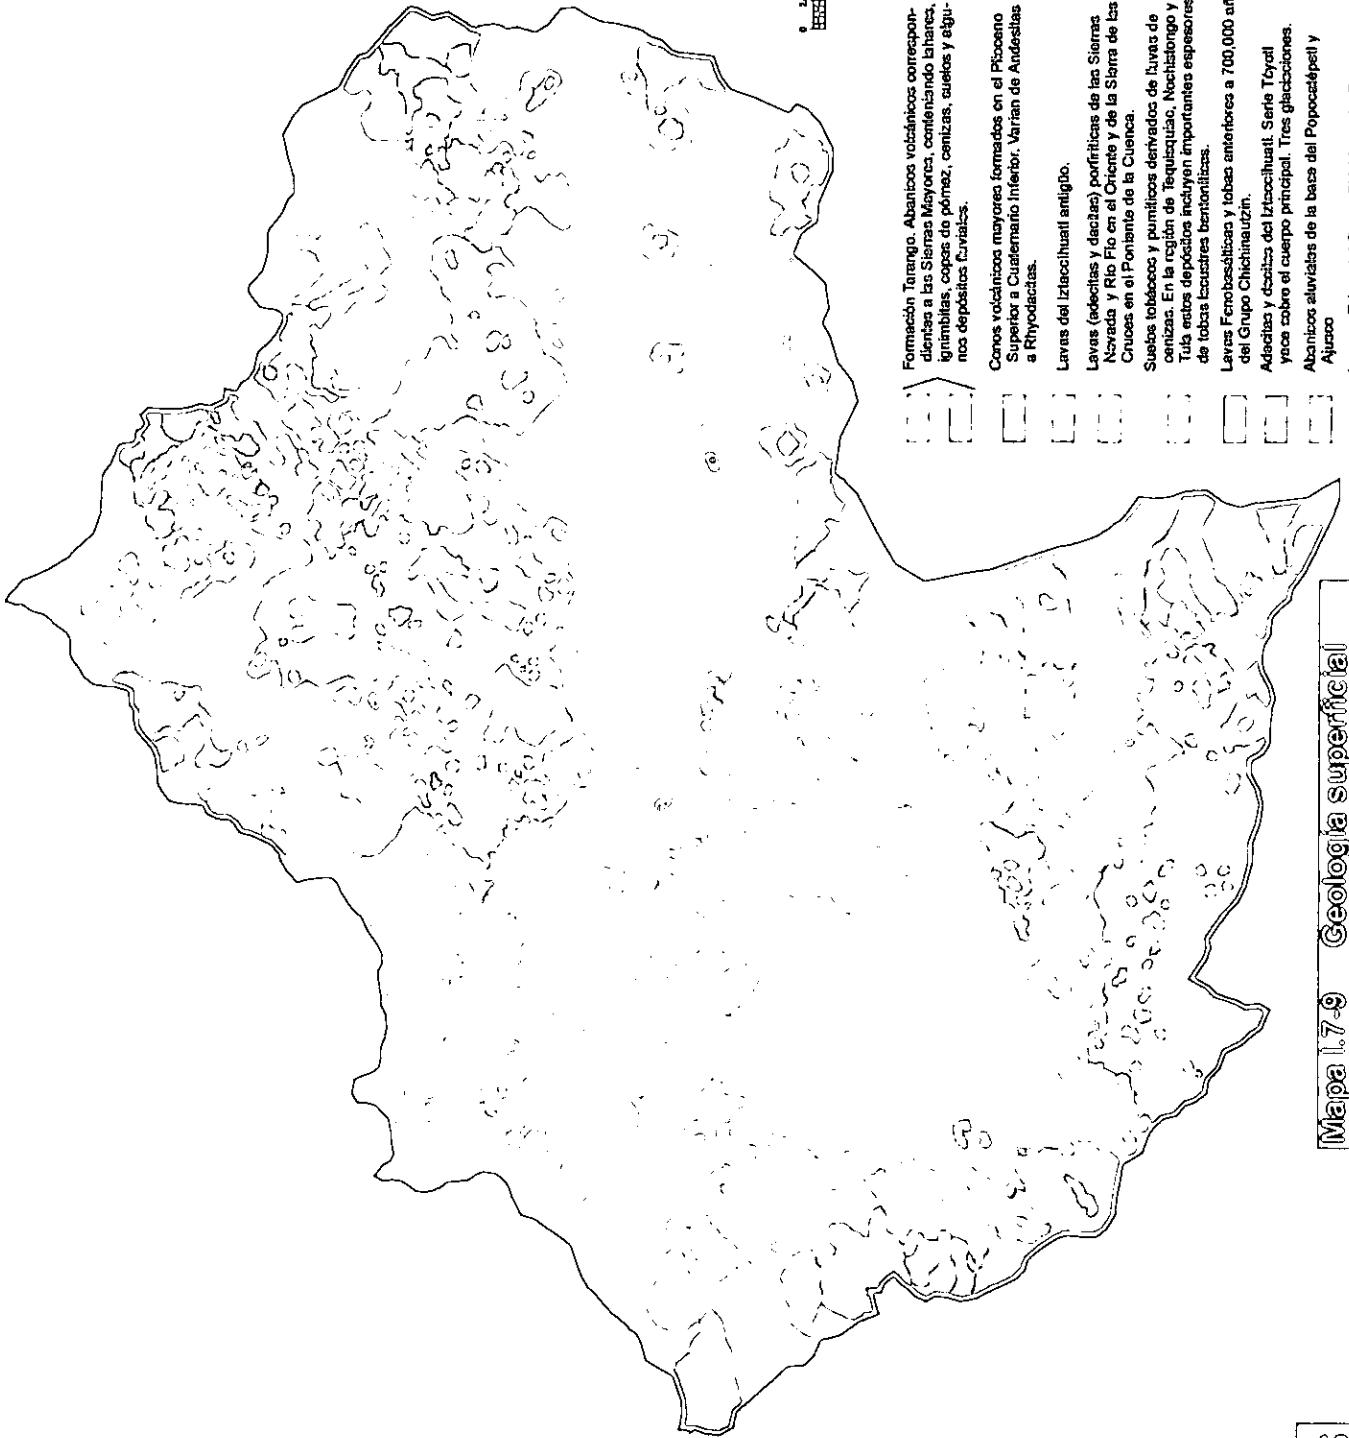 Formación Tarango. Abanicos volcánicos correspon-
dientes a las Sierras Mayores, conteniendo lahares,
ignimbritas, capas de pómez, cenizas, suelos y algu-
nos depósitos fluviales.
Conos volcánicos mayores formados en el Plioceno
Superior a Cuaternario Inferior. Varian de Andesitas
a Rhyodacitas.
Lavas del Iztaccihuatl antigüo.
Lavas (adecitas y dacitas) porfiríticas de las Sierras
Nevada y Rio Fio en el Oriente y de la Sierra de las
Cruces en el Poniente de la Cuenca.
Suelos tobáceos y pumíticos derivados de lluvas de
cenizas. En la región de Tequisquiac, Nochistongo y
Tula estos depósitos incluyen importantes espesores
de tobas lacustres bentoníticas.
Lavas Fenobasálticas y tobas anteriores a 700,000 añ
del Grupo Chichinautzin.
Adecitas y dacitas del Iztaccihuatl. Serie Téyotl
yace sobre el cuerpo principal. Tres glaciaciones.
Abanicos aluviales de la base del Popocatépetl y
Ajusco
Mapa I.7-9 Geología superficial